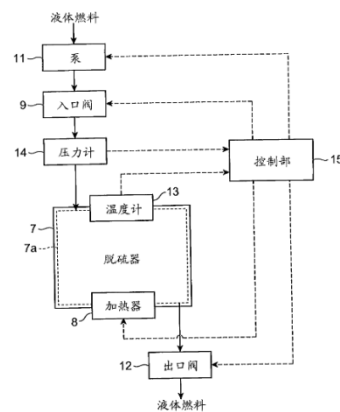 液体燃料
11
泵
9
入口阀
14
压力计
控制部
15
13
温度计
7
7a
脱硫器
加热器
8
12
出口阀
液体燃料